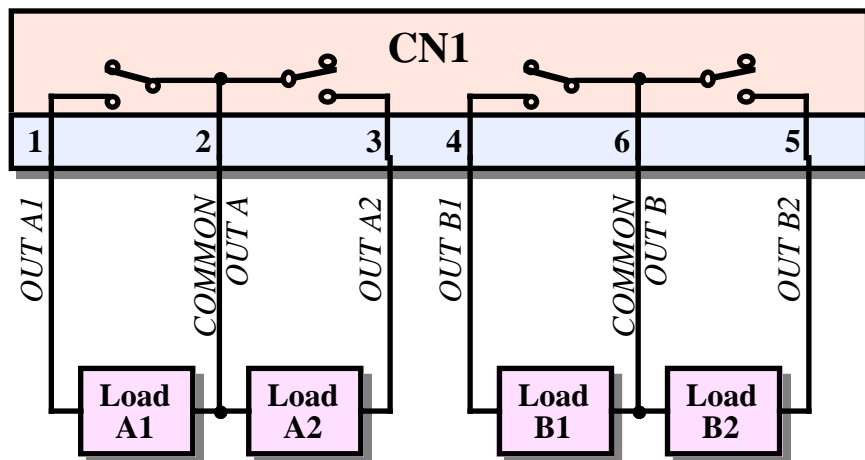 CN1
1
2
3
4
6
5
OUT A1
COMMON
OUT A
OUT A2
OUT B1
COMMON
OUT B
OUT B2
Load
A1
Load
A2
Load
B1
Load
B2